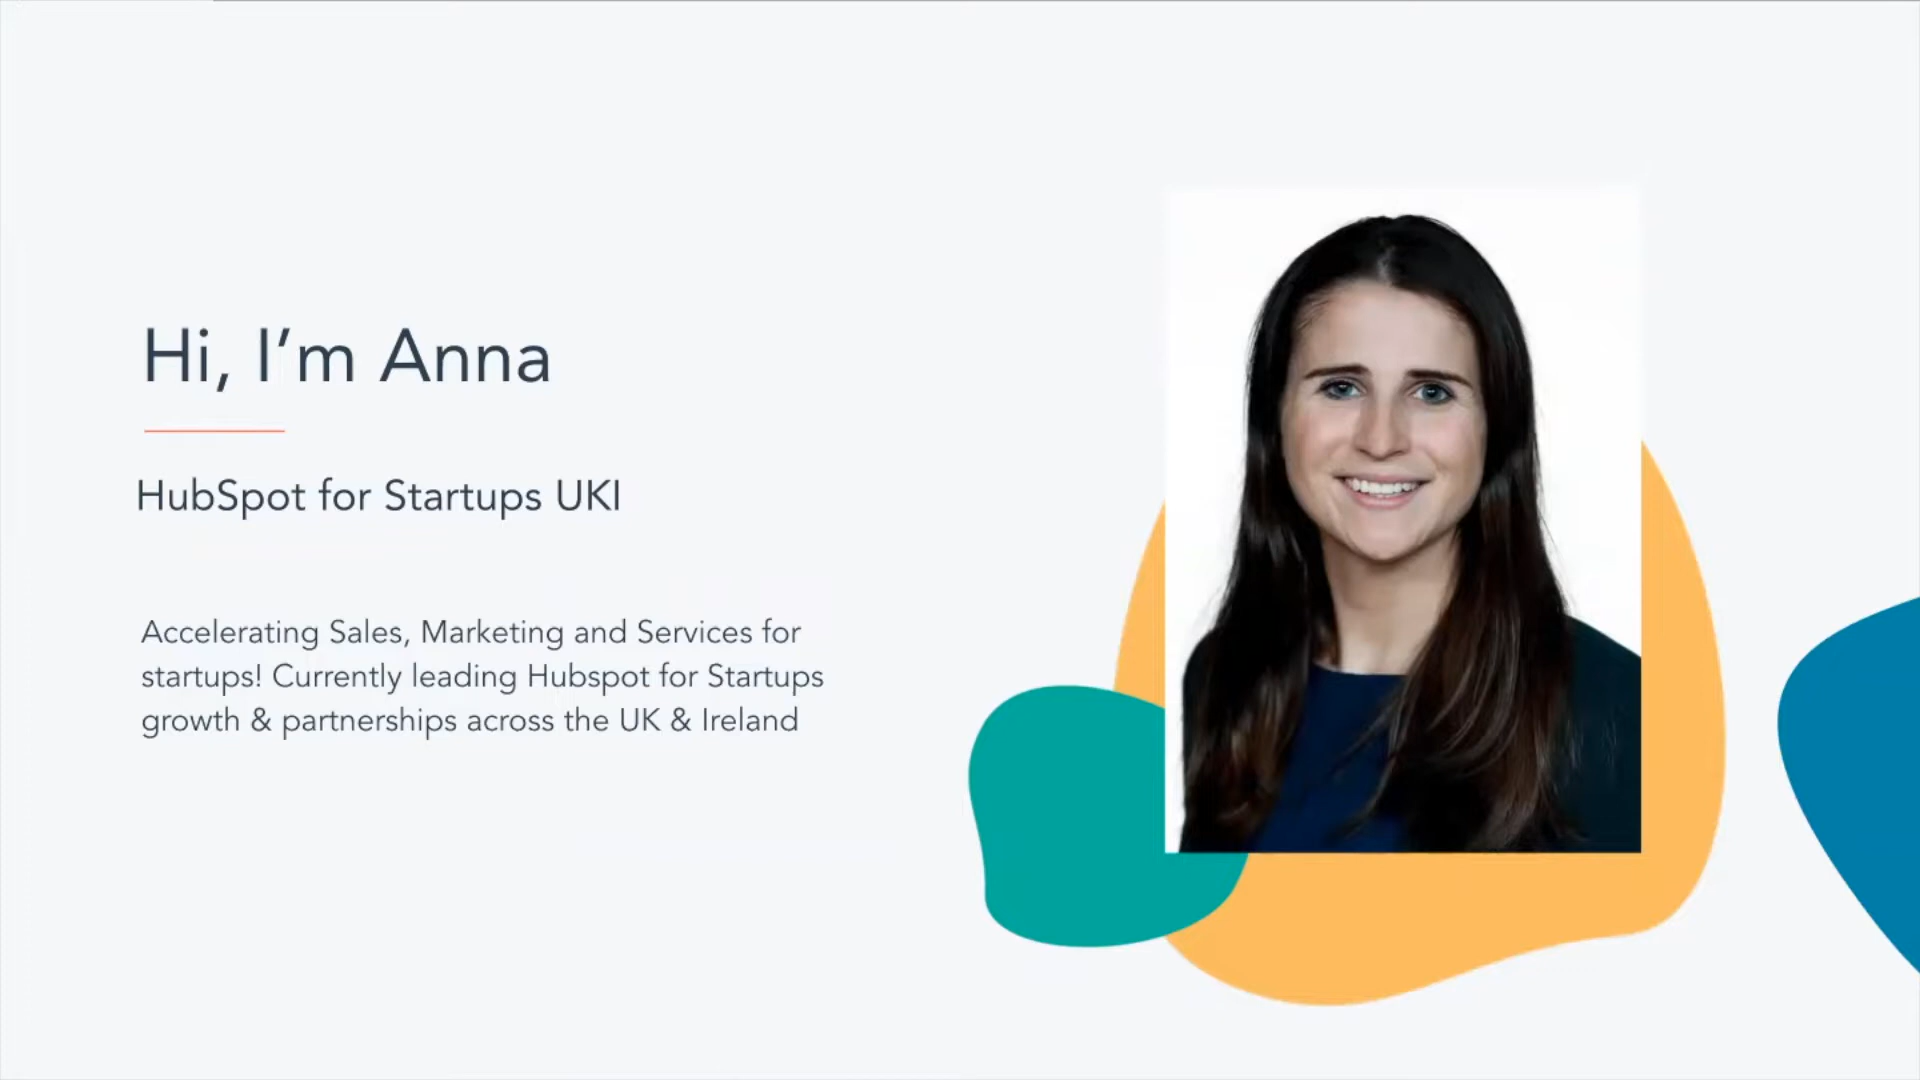 Hi, I’m Anna
HubSpot for Startups UKI
Accelerating Sales, Marketing and Services for
startups! Currently leading Hubspot for Startups
growth & partnerships across the UK & Ireland